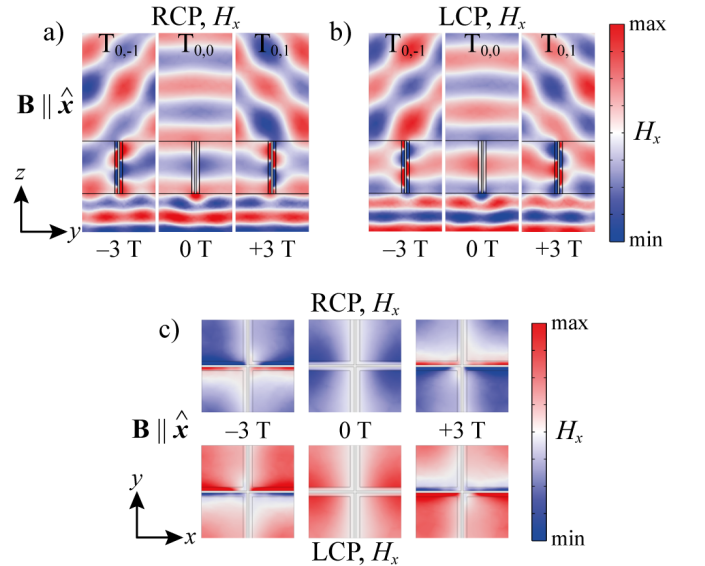 RCP, Hₓ
LCP, Hₓ
a)
b)
T₀,₋₁
T₀,₀
T₀,₁
T₀,₋₁
T₀,₀
T₀,₁
max
B || x̂
Hₓ
z
y
−3 T
0 T
+3 T
−3 T
0 T
+3 T
min
c)
RCP, Hₓ
max
B || x̂
−3 T
0 T
+3 T
Hₓ
y
x
LCP, Hₓ
min